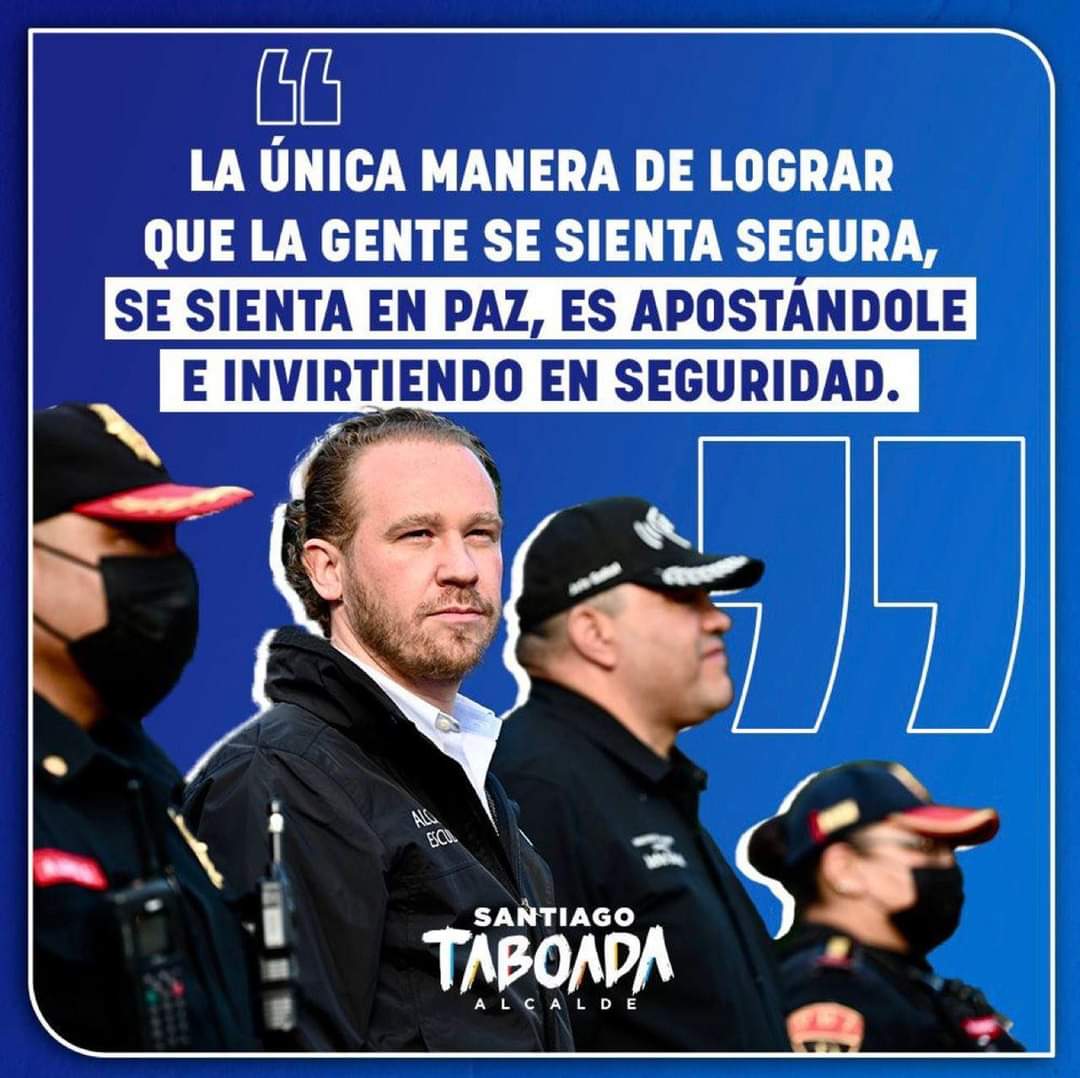 LA ÚNICA MANERA DE LOGRAR
QUE LA GENTE SE SIENTA SEGURA,
SE SIENTA EN PAZ, ES APOSTÁNDOLE
E INVIRTIENDO EN SEGURIDAD.
SANTIAGO
TABOADA
ALCALDE